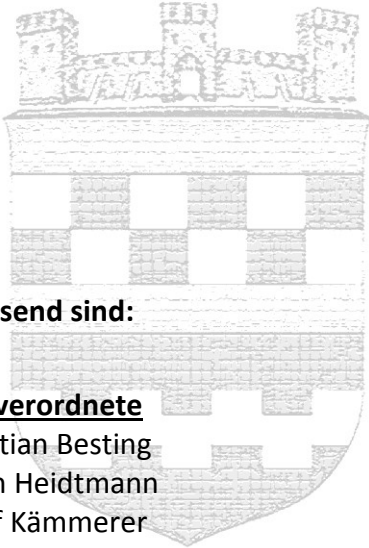 send sind:
verordnete
tian Besting
n Heidtmann
f Kämmerer